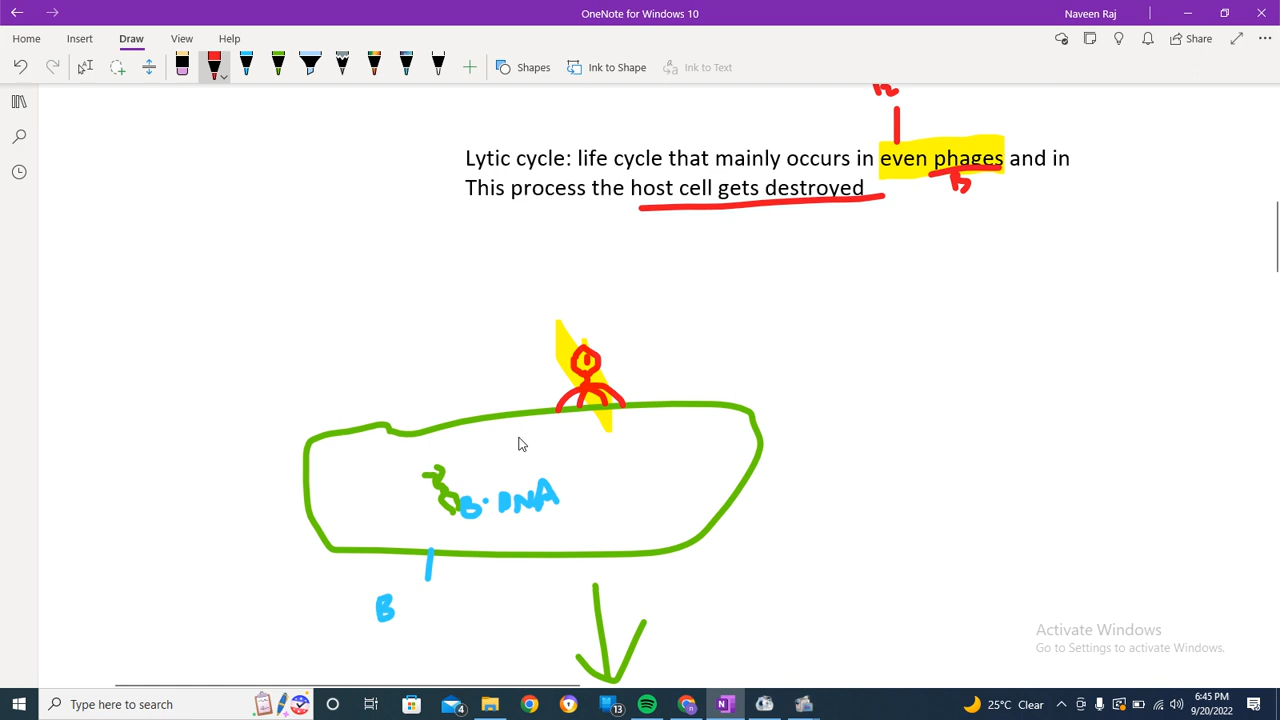 OneNote for Windows 10
Naveen Raj
Home Insert Draw View Help
Share
Shapes
Ink to Shape
Ink to Text
Lytic cycle: life cycle that mainly occurs in even phages and in
This process the host cell gets destroyed
B. DNA
B
Activate Windows
Go to Settings to activate Windows.
Type here to search
4
13
25°C Clear
6:45 PM
9/20/2022